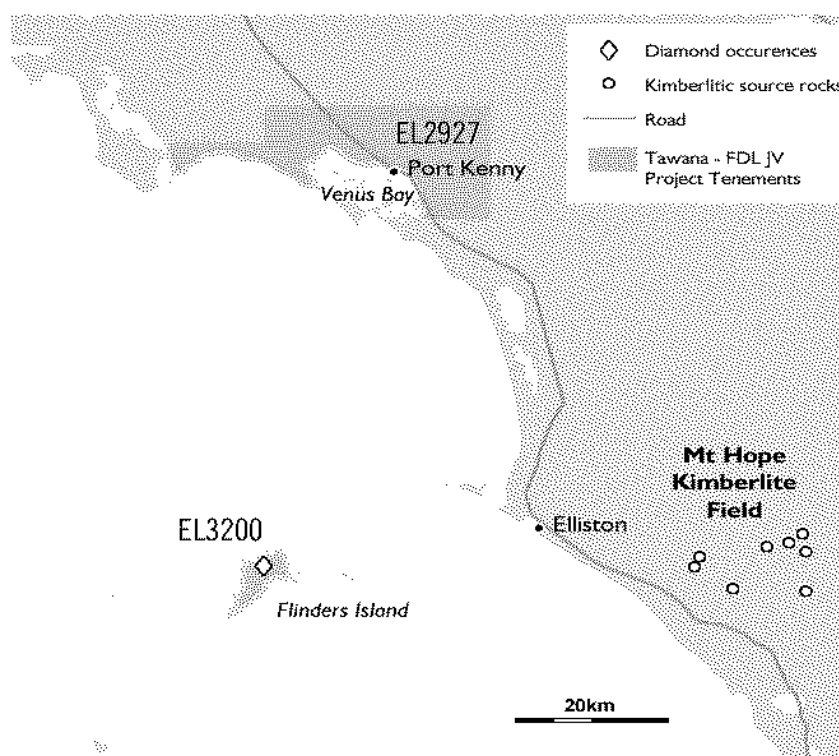 Diamond occurences
Kimberlitic source rocks
Road
Tawana - FDL JV
Project Tenements
EL2927
Port Kenny
Venus Bay
Mt Hope
Kimberlite
Field
Elliston
EL3200
Flinders Island
20km